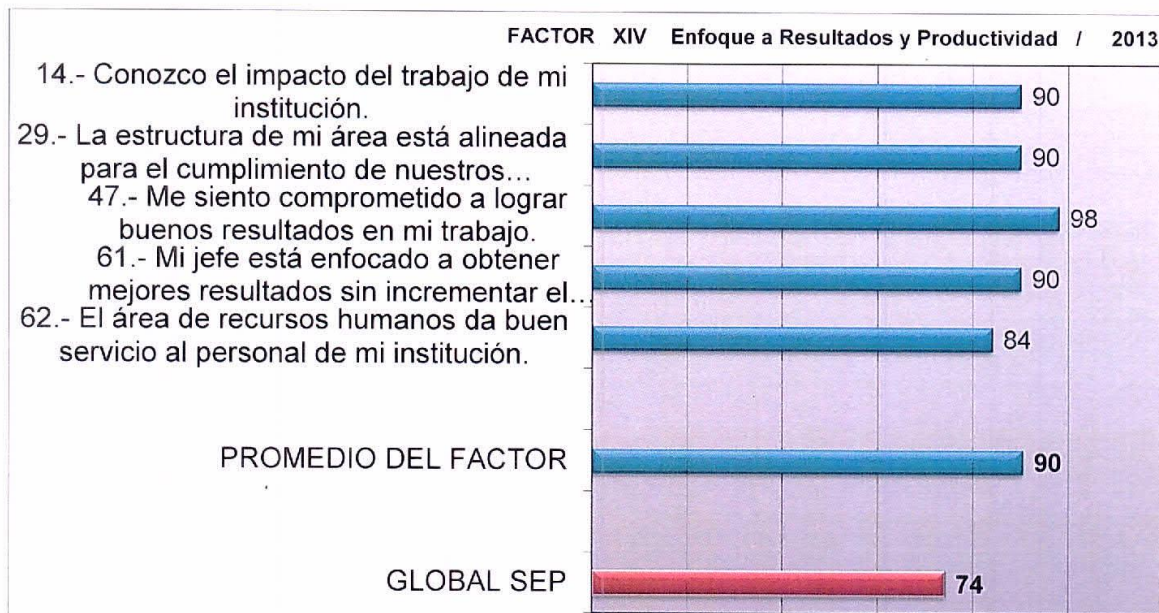 FACTOR XIV Enfoque a Resultados y Productividad / 2013
14.- Conozco el impacto del trabajo de mi
institución.
90
29.- La estructura de mi área está alineada
para el cumplimiento de nuestros...
90
47.- Me siento comprometido a lograr
buenos resultados en mi trabajo.
98
61.- Mi jefe está enfocado a obtener
mejores resultados sin incrementar el...
90
62.- El área de recursos humanos da buen
servicio al personal de mi institución.
84
PROMEDIO DEL FACTOR
90
GLOBAL SEP
74